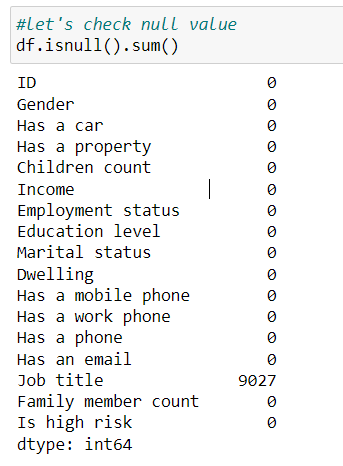 #let's check null value
df.isnull().sum()
ID 0
Gender 0
Has a car 0
Has a property 0
Children count 0
Income 0
Employment status 0
Education level 0
Marital status 0
Dwelling 0
Has a mobile phone 0
Has a work phone 0
Has a phone 0
Has an email 0
Job title 9027
Family member count 0
Is high risk 0
dtype: int64